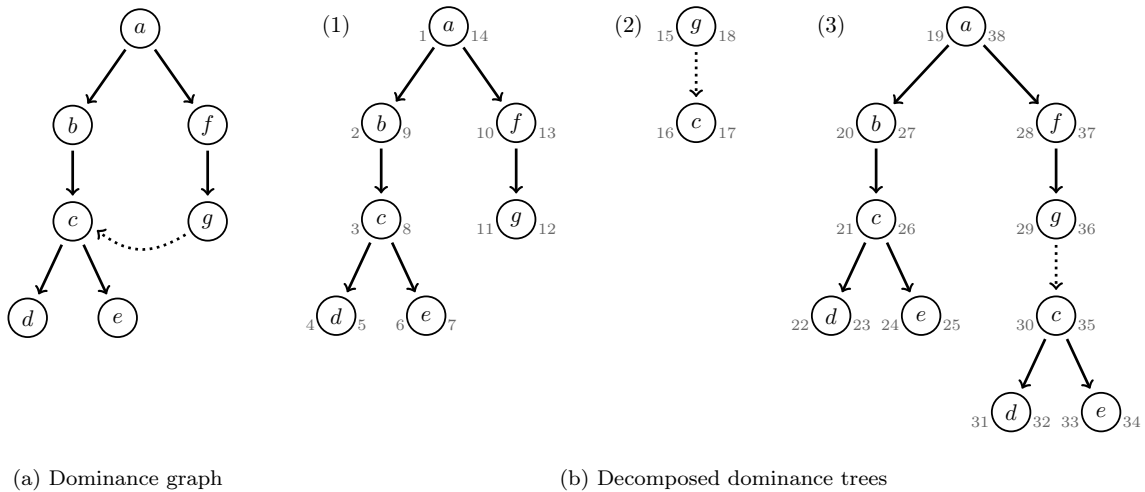 a (1) 1 a 14 (2) 15 g 18 (3) 19 a 38
b f 2 b 9 10 f 13 16 c 17 20 b 27 28 f 37
c g 3 c 8 11 g 12 21 c 26 29 g 36
d e 4 d 5 6 e 7 22 d 23 24 e 25 30 c 35
31 d 32 33 e 34
(a) Dominance graph (b) Decomposed dominance trees